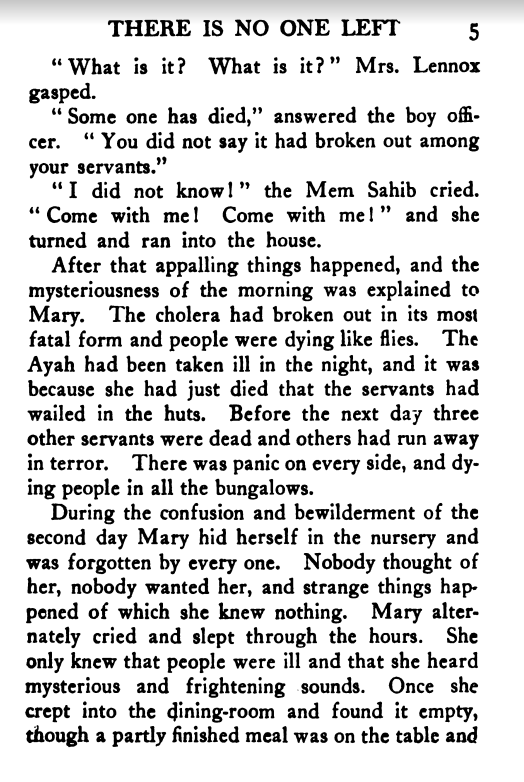 THERE IS NO ONE LEFT 5
“ What is it? What is it? ” Mrs. Lennox
gasped.
“ Some one has died,” answered the boy offi-
cer. “ You did not say it had broken out among
your servants.”
“ I did not know! ” the Mem Sahib cried.
“ Come with me! Come with me! ” and she
turned and ran into the house.
After that appalling things happened, and the
mysteriousness of the morning was explained to
Mary. The cholera had broken out in its most
fatal form and people were dying like flies. The
Ayah had been taken ill in the night, and it was
because she had just died that the servants had
wailed in the huts. Before the next day three
other servants were dead and others had run away
in terror. There was panic on every side, and dy-
ing people in all the bungalows.
During the confusion and bewilderment of the
second day Mary hid herself in the nursery and
was forgotten by every one. Nobody thought of
her, nobody wanted her, and strange things hap-
pened of which she knew nothing. Mary alter-
nately cried and slept through the hours. She
only knew that people were ill and that she heard
mysterious and frightening sounds. Once she
crept into the dining-room and found it empty,
though a partly finished meal was on the table and